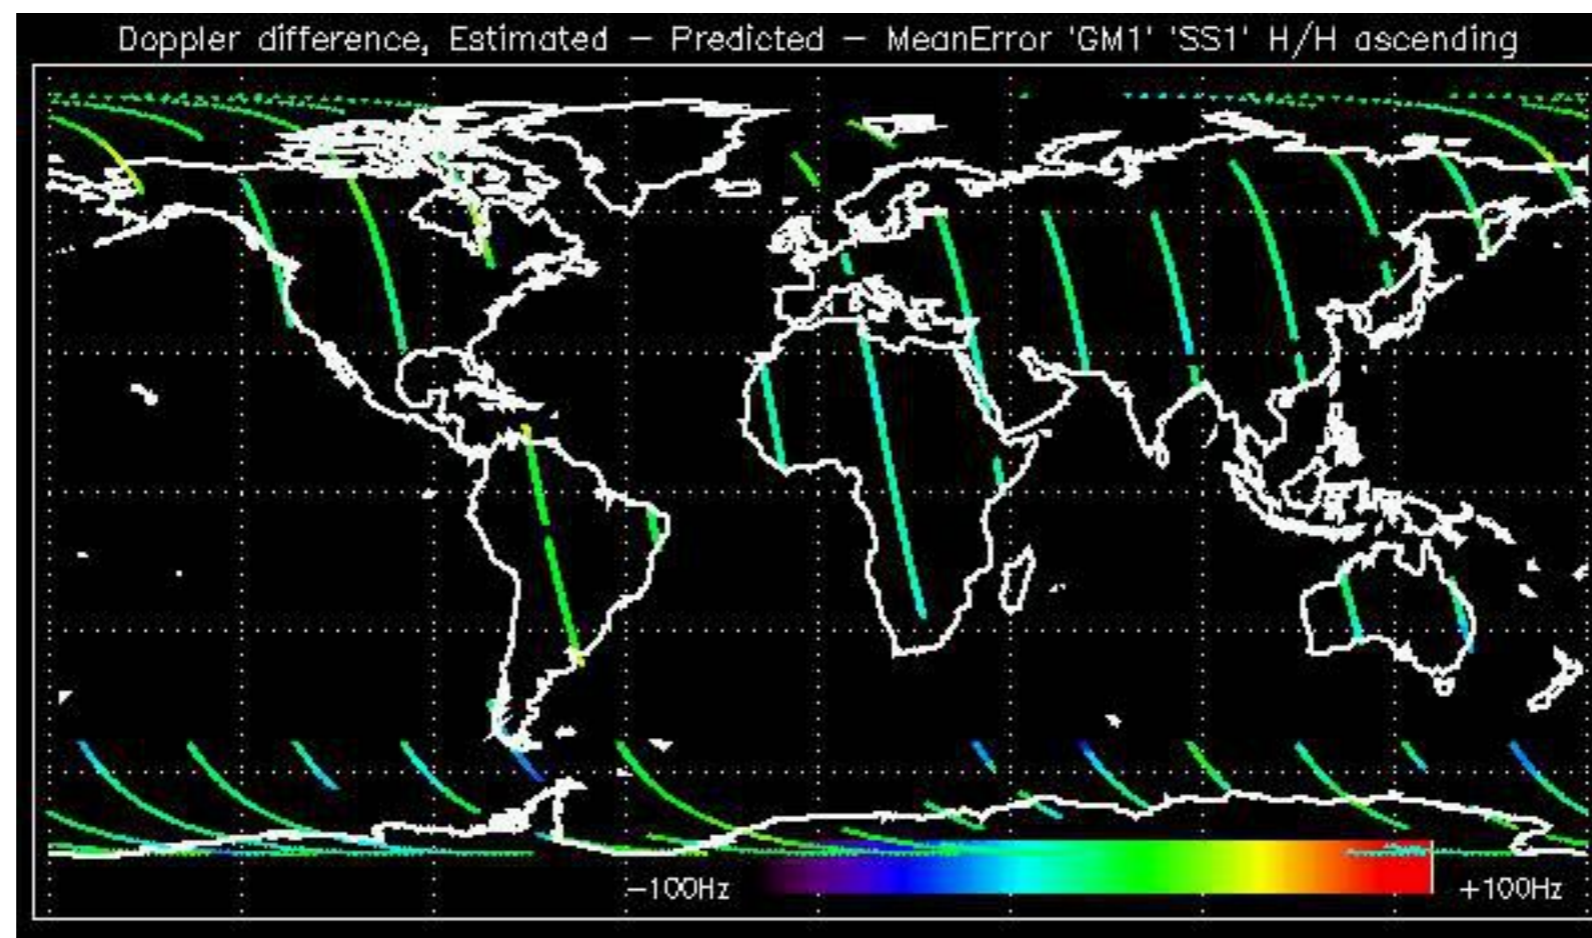 Doppler difference, Estimated – Predicted – MeanError 'GM1' 'SS1' H/H ascending
–100Hz
+100Hz